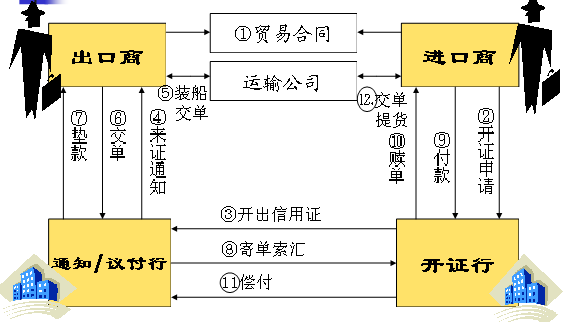 ①贸易合同
出口商
进口商
运输公司
⑤装船
交单
⑫.交单
提货
⑦垫款
⑥交单
④来证通知
⑩赎单
⑨付款
②开证申请
③开出信用证
通知/议付行
⑧寄单索汇
开证行
⑪偿付